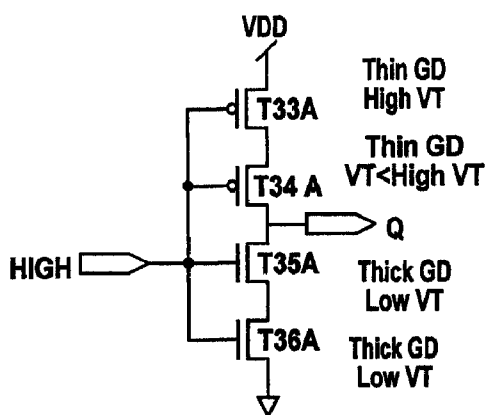 VDD
Thin GD
High VT
T33A
Thin GD
VT<High VT
T34 A
Q
HIGH
T35A
Thick GD
Low VT
T36A
Thick GD
Low VT